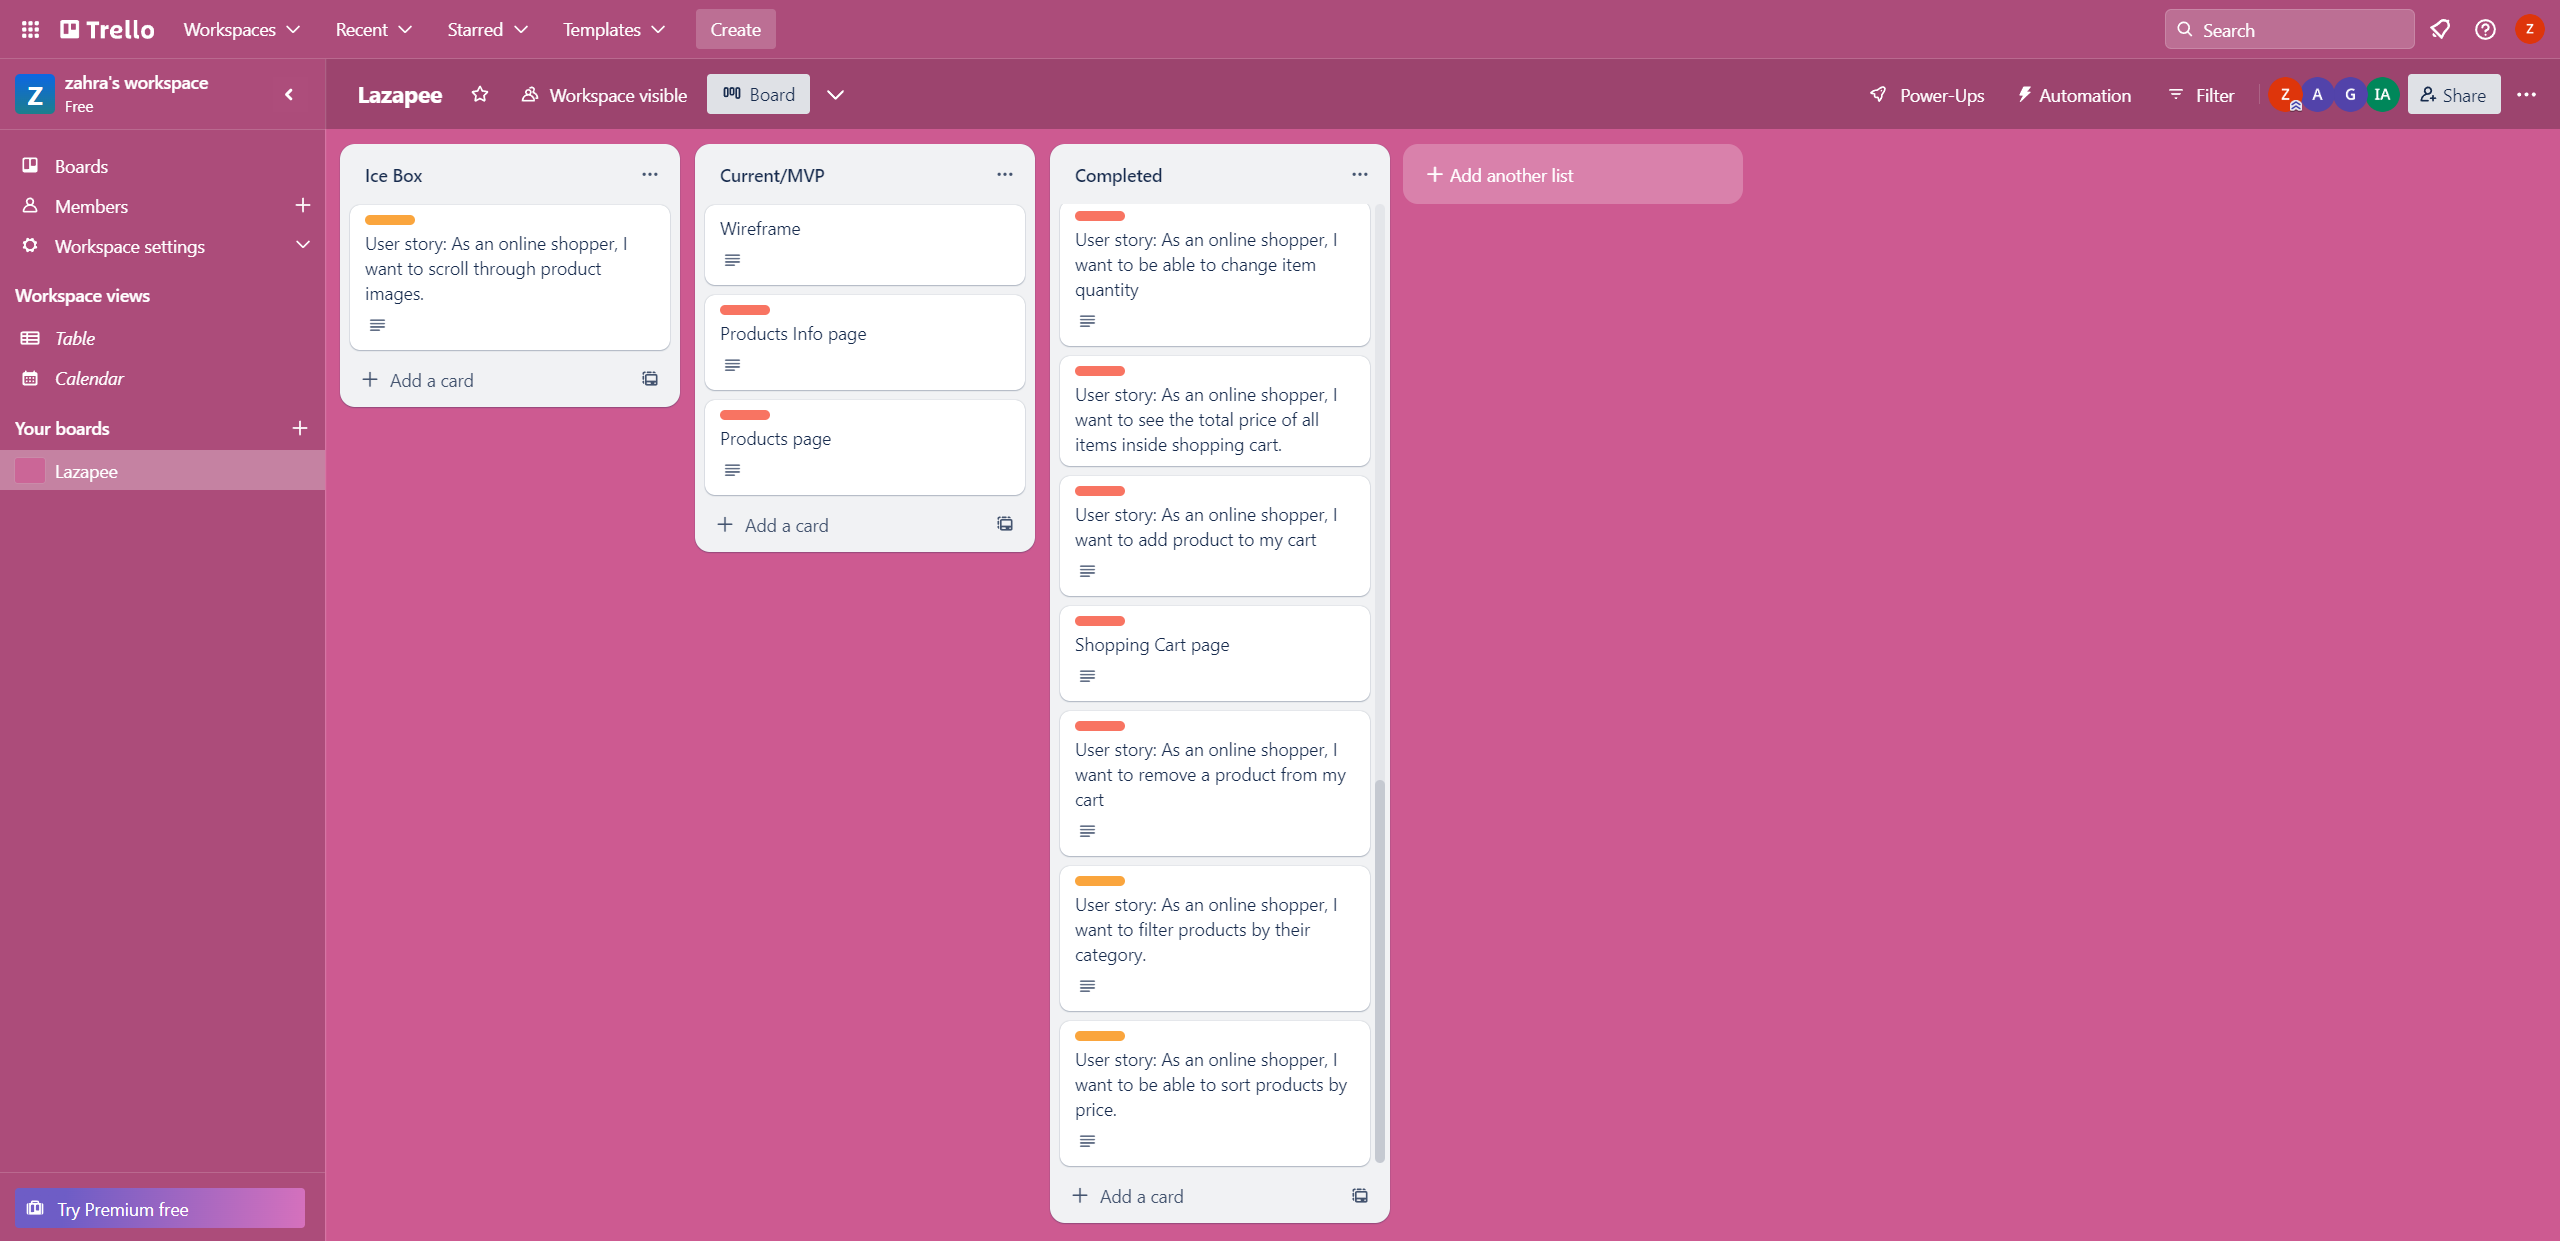 Trello
Workspaces
Recent
Starred
Templates
Create
Search
Z
Z
zahra's workspace
Free
Lazapee
Workspace visible
Board
Power-Ups
Automation
Filter
Z
A
G
IA
Share
Boards
Members
Workspace settings
Workspace views
Table
Calendar
Your boards
Lazapee
Try Premium free
Ice Box
User story: As an online shopper, I
want to scroll through product
images.
Add a card
Current/MVP
Wireframe
Products Info page
Products page
Add a card
Completed
User story: As an online shopper, I
want to be able to change item
quantity
User story: As an online shopper, I
want to see the total price of all
items inside shopping cart.
User story: As an online shopper, I
want to add product to my cart
Shopping Cart page
User story: As an online shopper, I
want to remove a product from my
cart
User story: As an online shopper, I
want to filter products by their
category.
User story: As an online shopper, I
want to be able to sort products by
price.
Add a card
Add another list